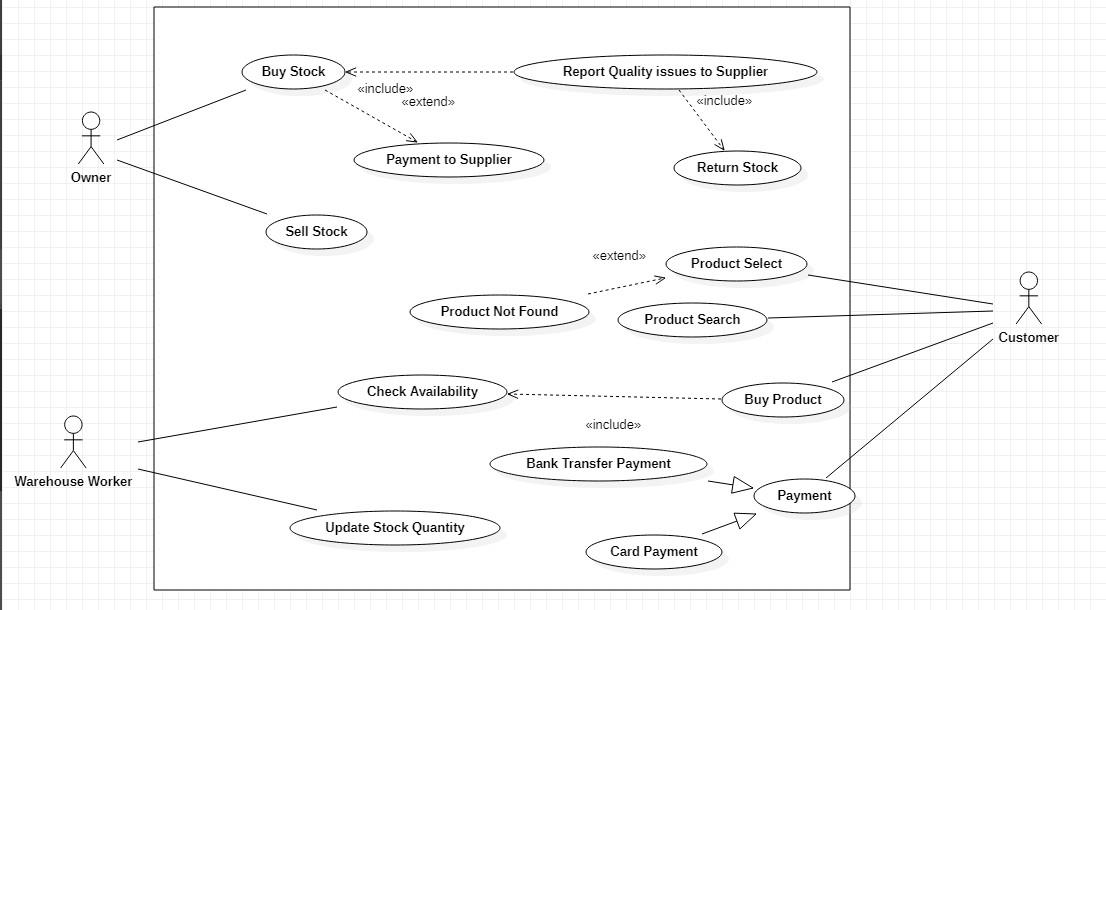 Buy Stock
Report Quality issues to Supplier
«include»
«extend»
«include»
Payment to Supplier
Return Stock
Owner
Sell Stock
«extend»
Product Select
Product Not Found
Product Search
Customer
Check Availability
Buy Product
«include»
Bank Transfer Payment
Warehouse Worker
Payment
Update Stock Quantity
Card Payment